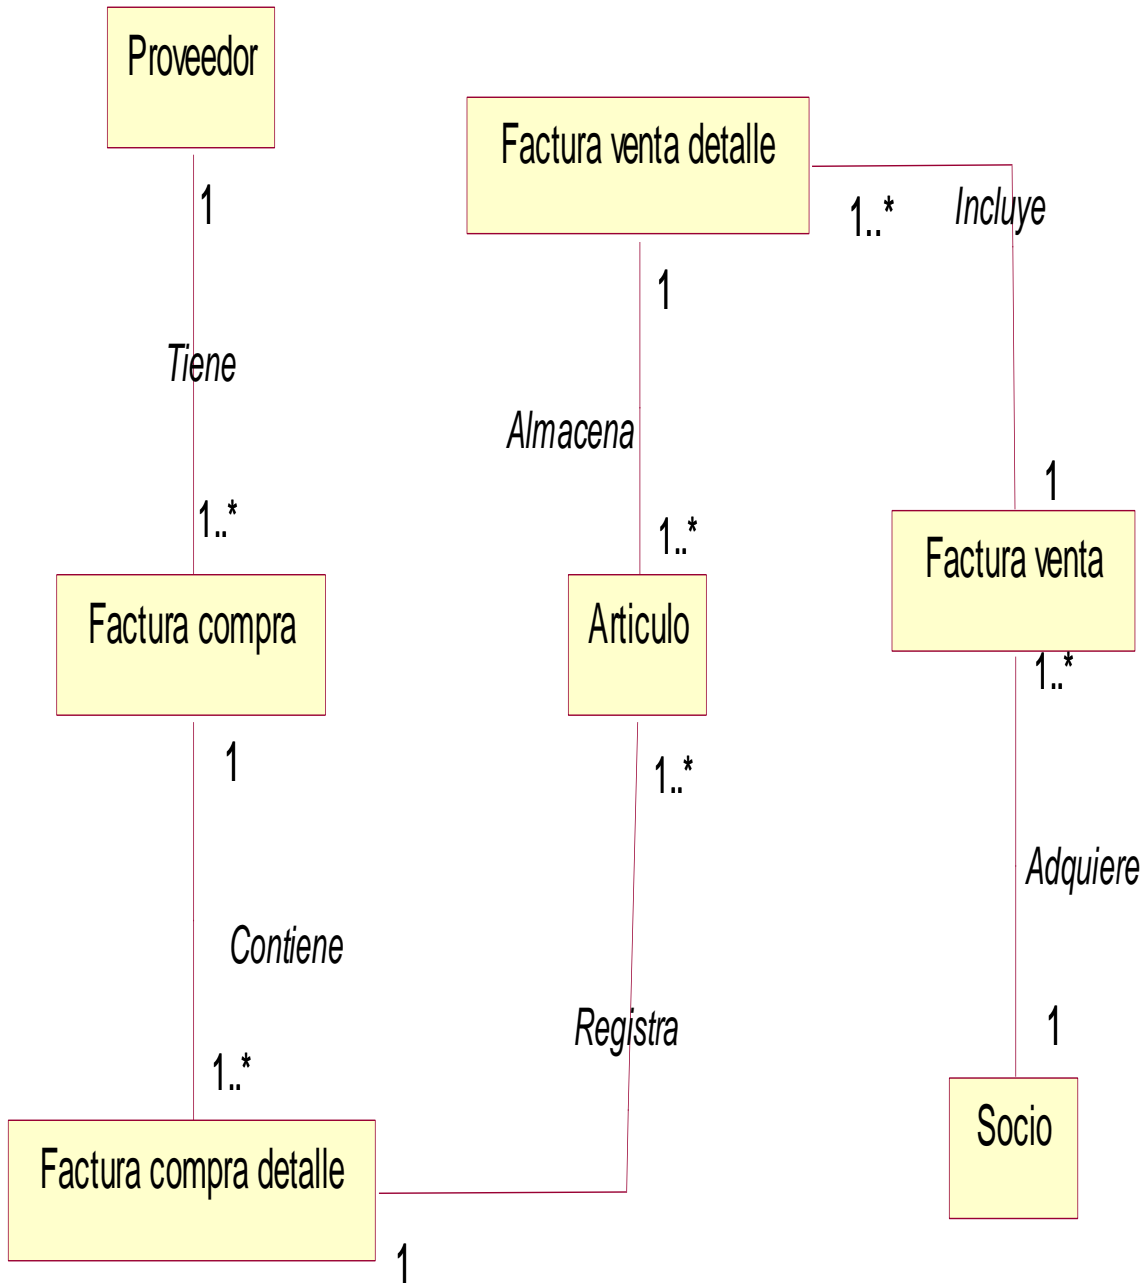 Proveedor
1
Tiene
1..*
Factura compra
1
Contiene
1..*
Factura compra detalle
1
Registra
1..*
Articulo
1..*
Almacena
1
Factura venta detalle
1..*
Incluye
1
Factura venta
1..*
Adquiere
1
Socio